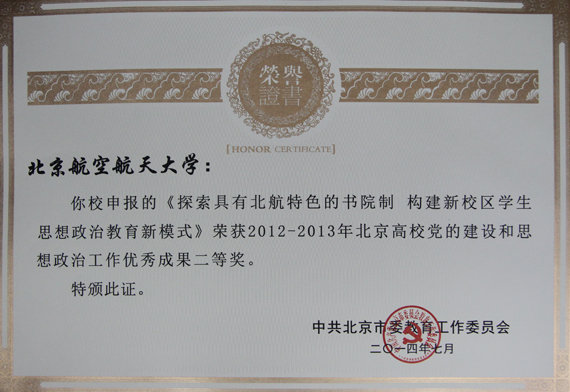 榮譽
證書
[HONOR CERTIFICATE]
北京航空航天大学:
你校申报的《探索具有北航特色的书院制 构建新校区学生
思想政治教育新模式》荣获2012-2013年北京高校党的建设和思
想政治工作优秀成果二等奖。
特颁此证。
中共北京市委教育工作委员会
二〇一四年七月